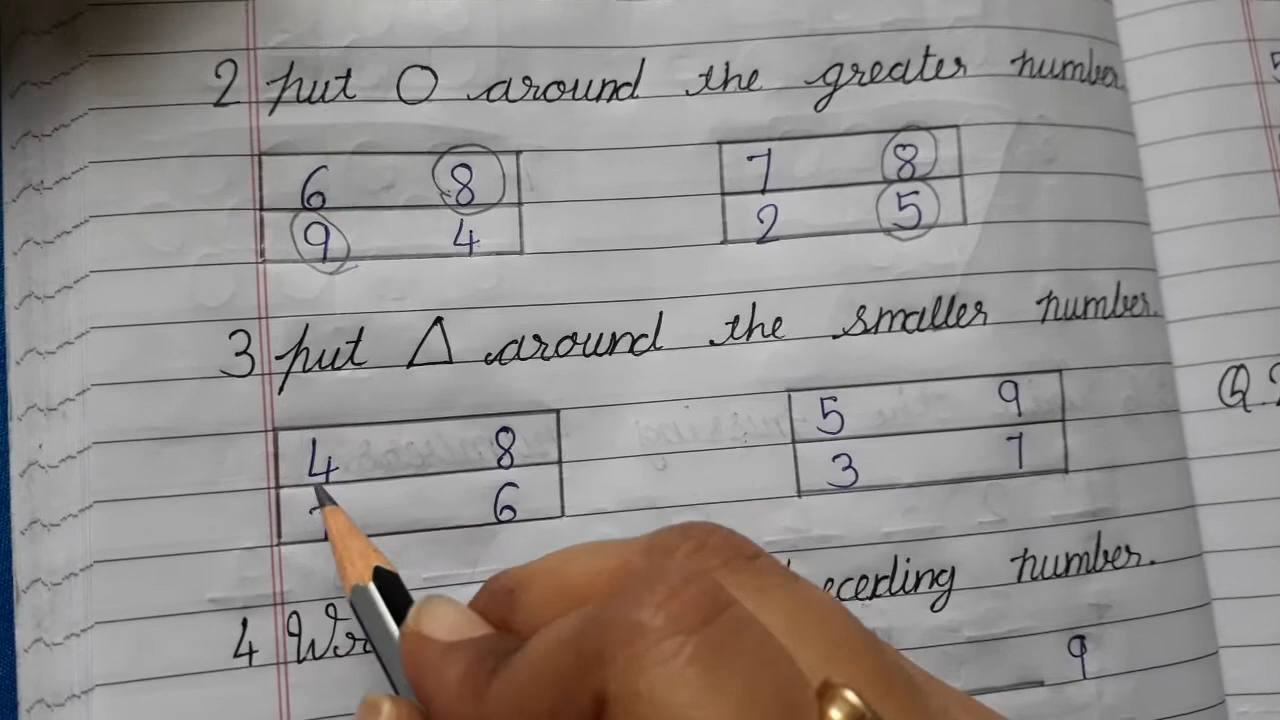 2 put O around the greater number
6 8 7 8
9 4 2 5
3 put △ around the smaller number.
4 8 5 9
6 3 7
4 number.
9